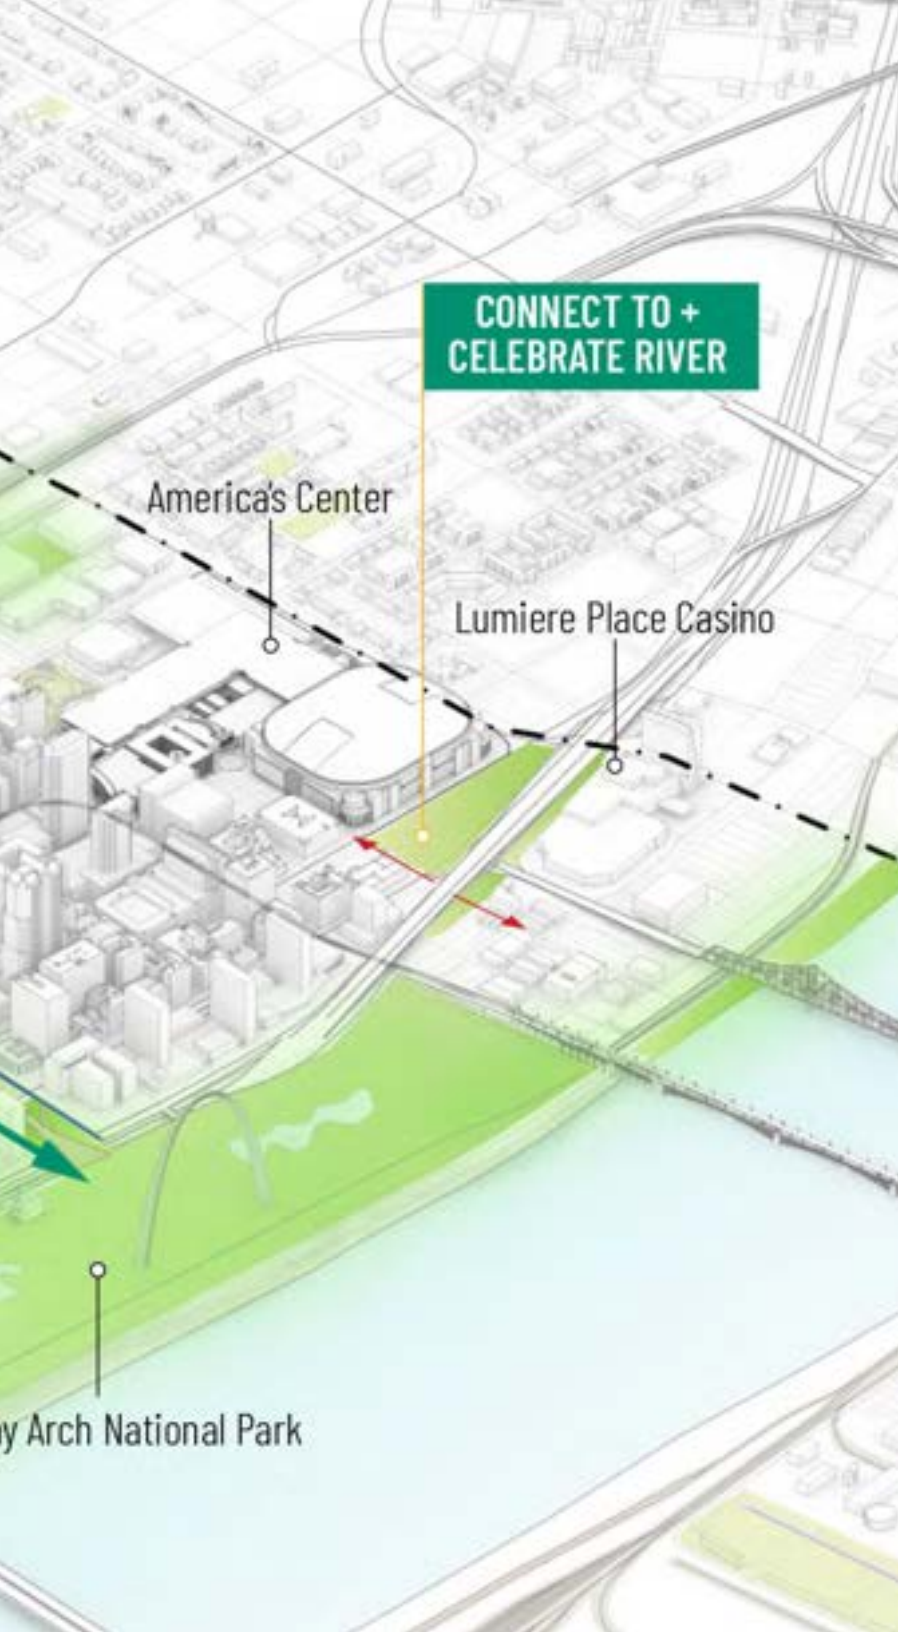 CONNECT TO +
CELEBRATE RIVER
America's Center
Lumiere Place Casino
Arch National Park